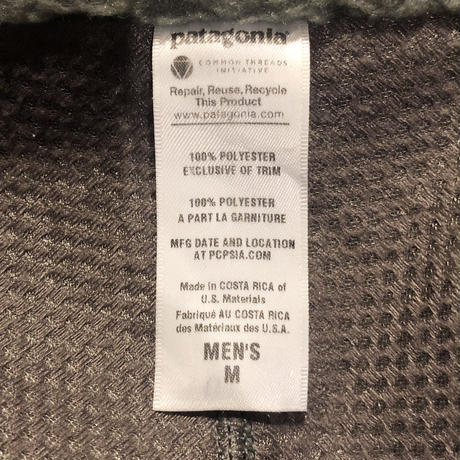 patagonia®
COMMON THREADS
INITIATIVE
Repair, Reuse, Recycle
This Product
www.patagonia.com
100% POLYESTER
EXCLUSIVE OF TRIM
100% POLYESTER
A PART LA GARNITURE
MFG DATE AND LOCATION
AT PCPSIA.COM
Made in COSTA RICA of
U.S. Materials
Fabriqué AU COSTA RICA
des Matériaux des U.S.A.
MEN'S
M